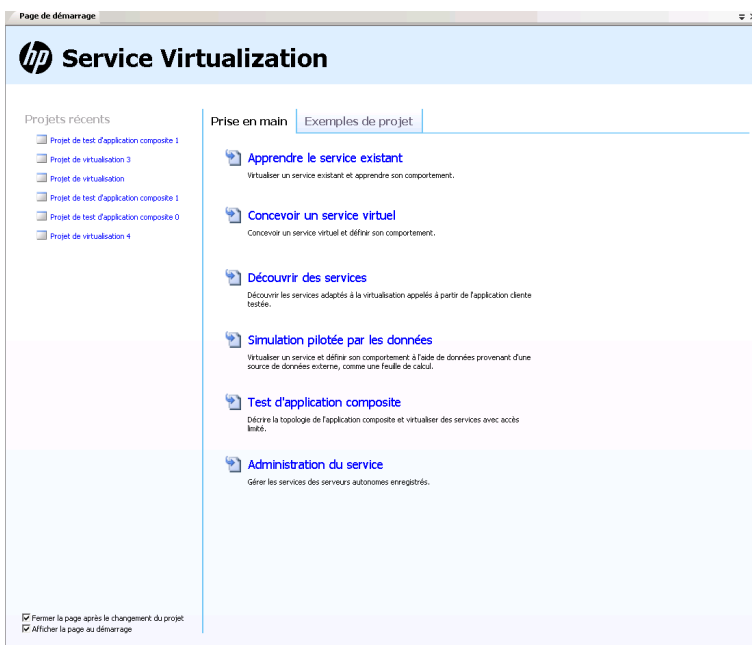 Page de démarrage
hp
Service Virtualization
Projets récents
Projet de test d'application composite 1
Projet de virtualisation 3
Projet de virtualisation
Projet de test d'application composite 1
Projet de test d'application composite 0
Projet de virtualisation 4
Prise en main
Exemples de projet
Apprendre le service existant
Virtualiser un service existant et apprendre son comportement.
Concevoir un service virtuel
Concevoir un service virtuel et définir son comportement.
Découvrir des services
Découvrir les services adaptés à la virtualisation appelés à partir de l'application cliente
testée.
Simulation pilotée par les données
Virtualiser un service et définir son comportement à l'aide de données provenant d'une
source de données externe, comme une feuille de calcul.
Test d'application composite
Décrire la topologie de l'application composite et virtualiser des services avec accès
limité.
Administration du service
Gérer les services des serveurs autonomes enregistrés.
Fermer la page après le changement du projet
Afficher la page au démarrage